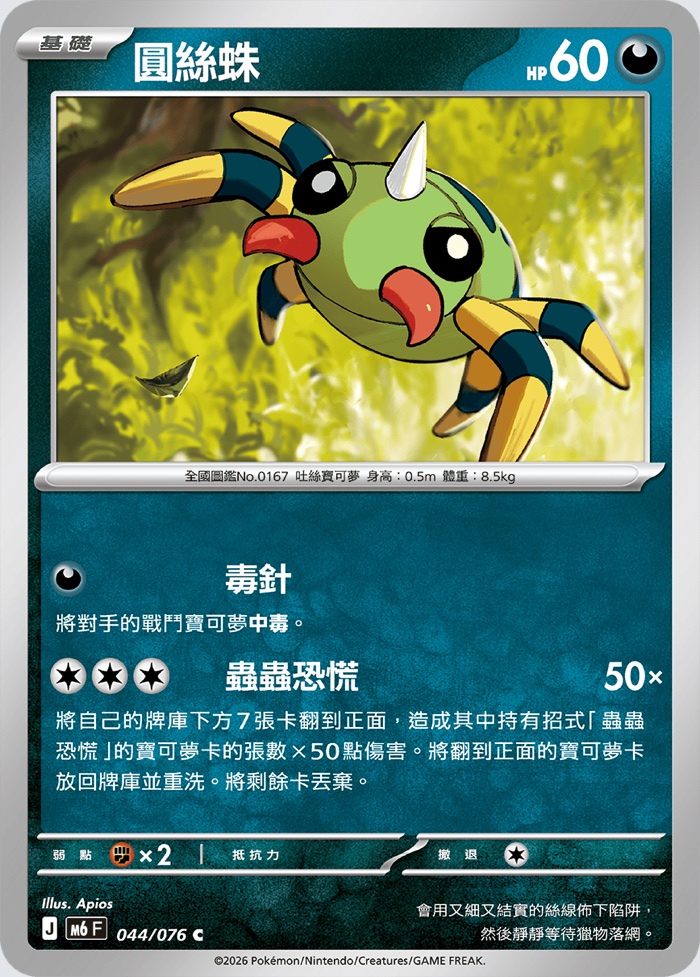 基礎
圓絲蛛
HP60
全國圖鑑No.0167 吐絲寶可夢 身高：0.5m 體重：8.5kg
毒針
將對手的戰鬥寶可夢中毒。
蟲蟲恐慌 50×
將自己的牌庫下方7張卡翻到正面，造成其中持有招式「蟲蟲
恐慌」的寶可夢卡的張數×50點傷害。將翻到正面的寶可夢卡
放回牌庫並重洗。將剩餘卡丟棄。
弱點 ×2 抵抗力 撤退
Illus. Apios
J M6 F 044/076 C
會用又細又結實的絲線佈下陷阱，
然後靜靜等待獵物落網。
©2026 Pokémon/Nintendo/Creatures/GAME FREAK.